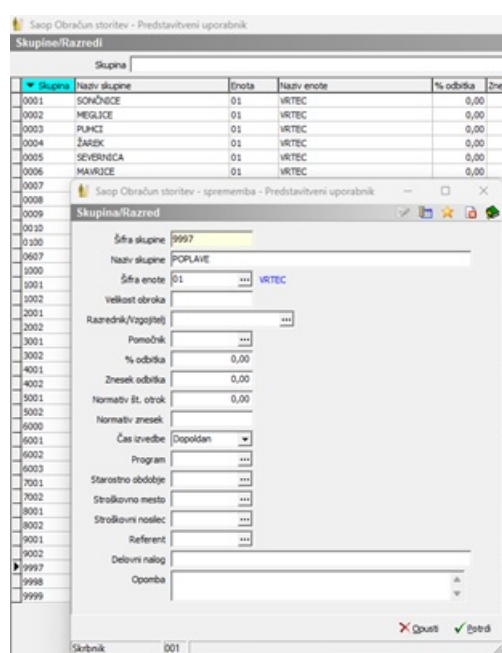 Saop Obračun storitev - Predstavitveni uporabnik
Skupine/Razredi
Skupina
Skupina Naziv skupine Enota Naziv enote % odbitka Zne
0001 SONČNICE 01 VRTEC 0,00
0002 MEGLICE 01 VRTEC 0,00
0003 PUHCI 01 VRTEC 0,00
0004 ŽAREK 01 VRTEC 0,00
0005 SEVERNICA 01 VRTEC 0,00
0006 MAVRICE 01 VRTEC 0,00
0007
0008
0009
0010
0100
0607
1000
1001
1002
2001
2002
3001
3002
4001
4002
5001
5002
6000
6001
6002
6003
7001
7002
8001
8002
9001
9002
9997
9998
9999
Saop Obračun storitev - sprememba - Predstavitveni uporabnik
Skupina/Razred
Šifra skupine 9997
Naziv skupine POPLAVE
Šifra enote 01 ... VRTEC
Velikost obroka
Razrednik/Vzgojitelj ...
Pomočnik ...
% odbitka 0,00
Znesek odbitka 0,00
Normativ št. otrok 0,00
Normativ znesek
Čas izvedbe Dopoldan
Program ...
Starostno obdobje ...
Stroškovno mesto ...
Stroškovni nosilec ...
Referent ...
Delovni nalog
Opomba
Opusti Potrdi
Skrbnik 001